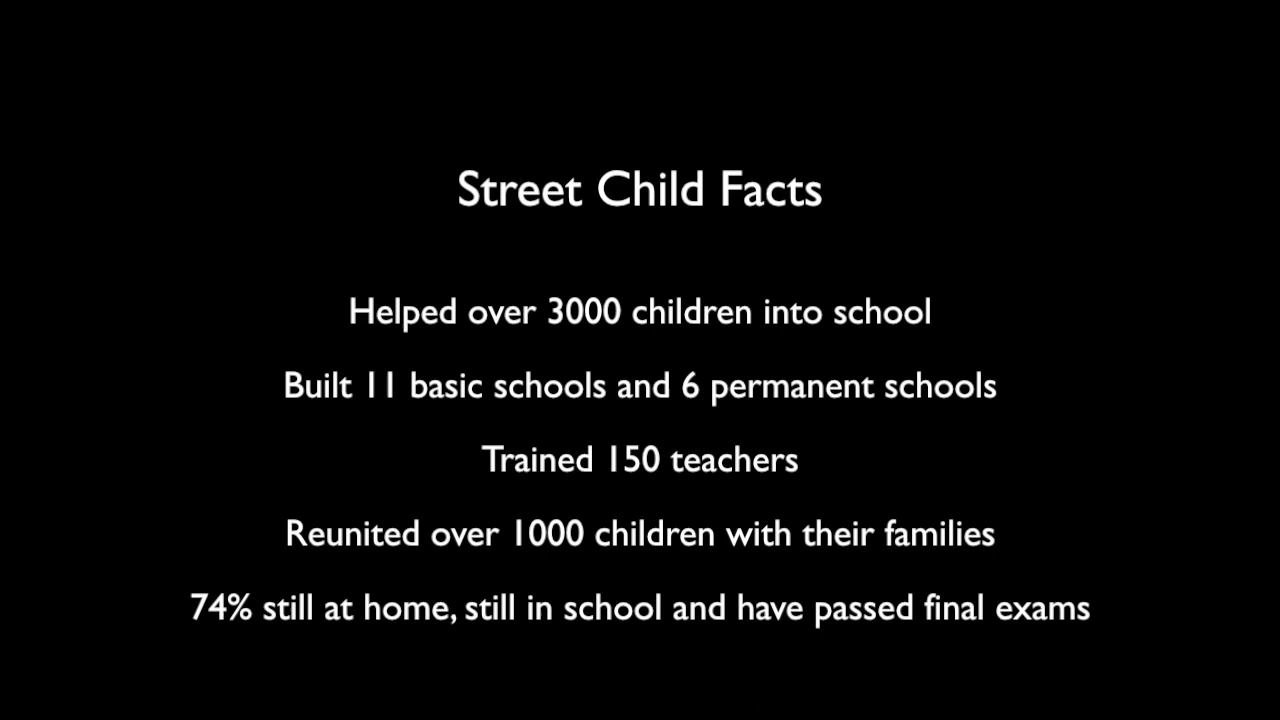 Street Child Facts
Helped over 3000 children into school
Built 11 basic schools and 6 permanent schools
Trained 150 teachers
Reunited over 1000 children with their families
74% still at home, still in school and have passed final exams